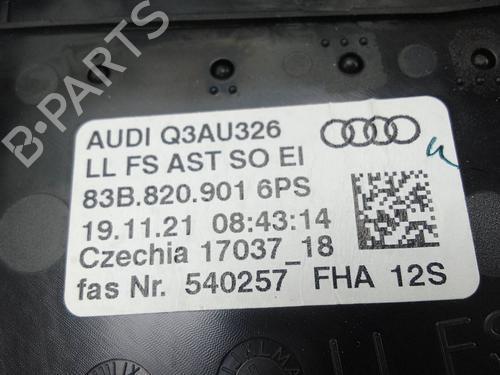 AUDI Q3AU326
LL FS AST SO EI
83B.820.901 6PS
19.11.21 08:43:14
Czechia 17037_18
fas Nr. 540257 FHA 12S